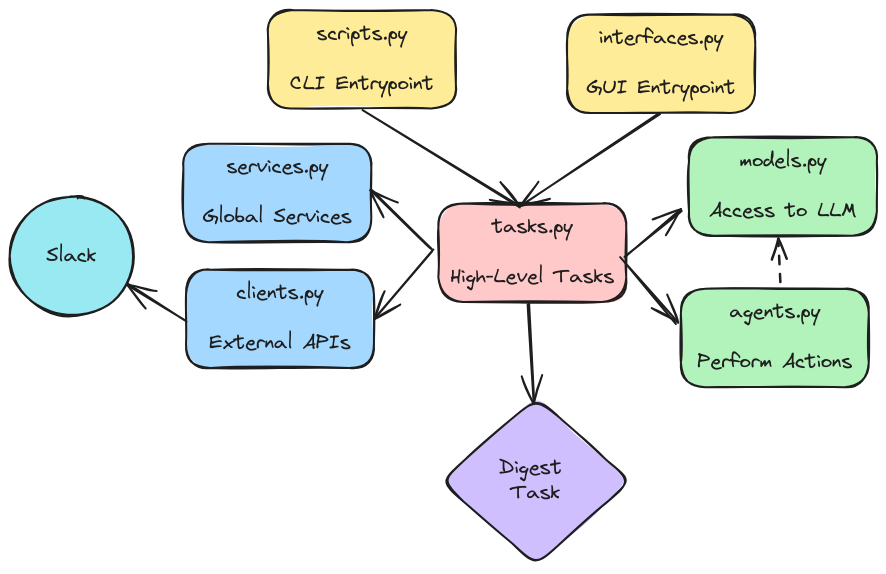 scripts.py
CLI Entrypoint
interfaces.py
GUI Entrypoint
services.py
Global Services
models.py
Access to LLM
tasks.py
High-Level Tasks
Slack
clients.py
External APIs
agents.py
Perform Actions
Digest
Task